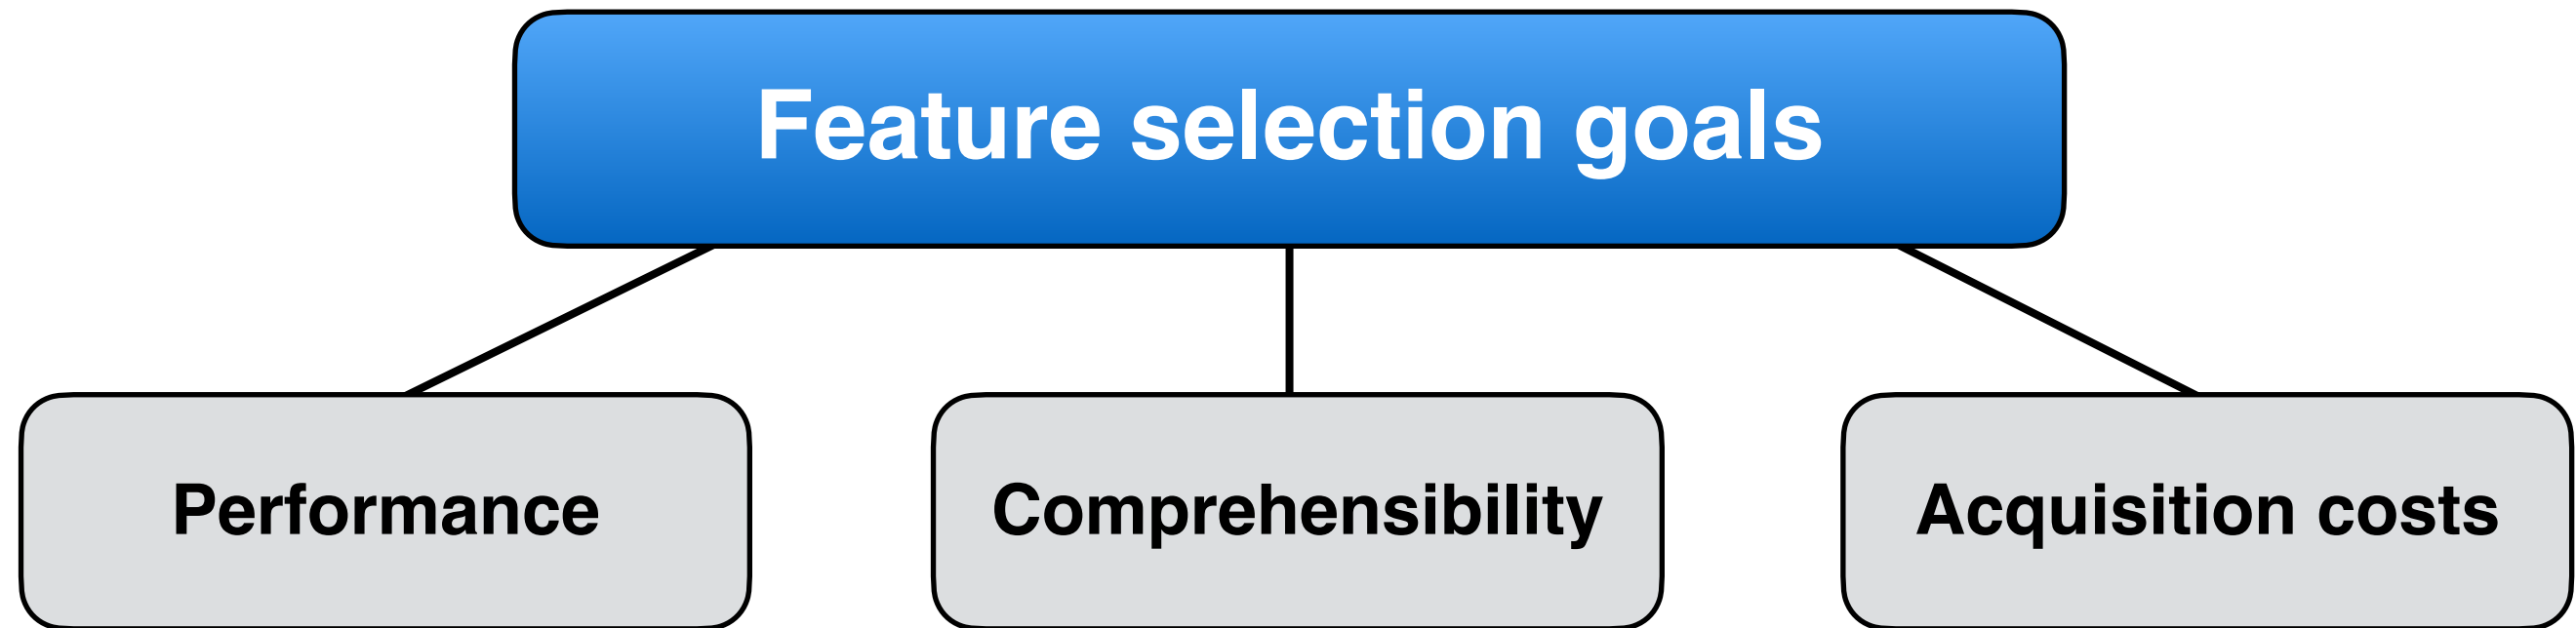 Feature selection goals
Performance
Comprehensibility
Acquisition costs